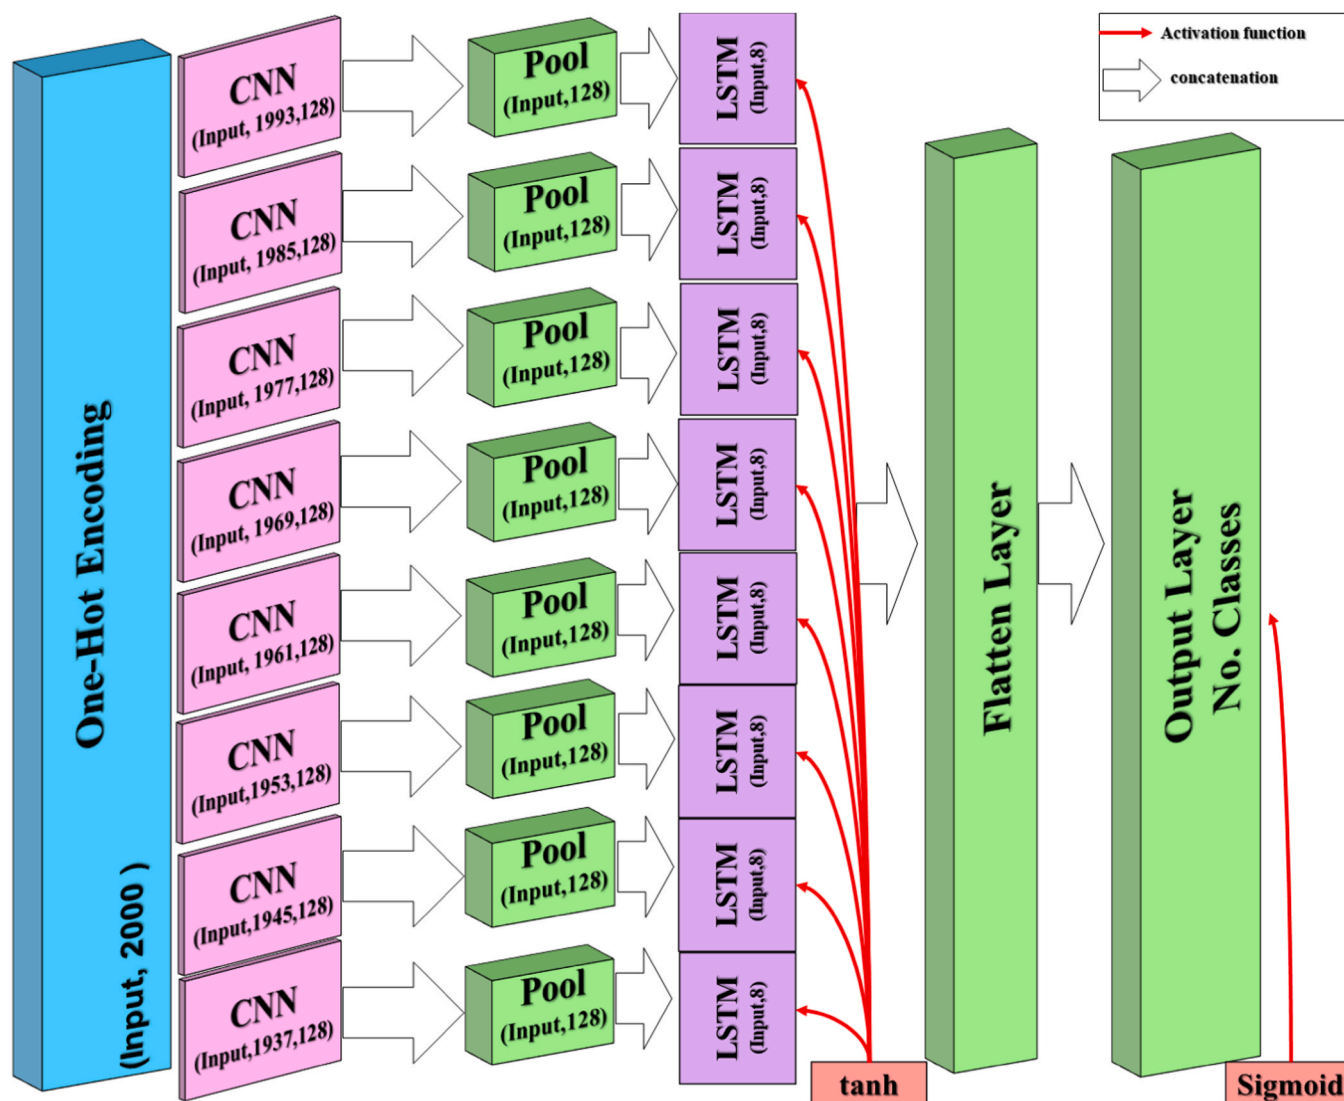 Activation function
concatenation
One-Hot Encoding
(Input, 2000 )
CNN
(Input, 1993,128)
Pool
(Input,128)
LSTM
(Input,8)
CNN
(Input, 1985,128)
Pool
(Input,128)
LSTM
(Input,8)
CNN
(Input, 1977,128)
Pool
(Input,128)
LSTM
(Input,8)
CNN
(Input, 1969,128)
Pool
(Input,128)
LSTM
(Input,8)
CNN
(Input, 1961,128)
Pool
(Input,128)
LSTM
(Input,8)
CNN
(Input,1953,128)
Pool
(Input,128)
LSTM
(Input,8)
CNN
(Input,1945,128)
Pool
(Input,128)
LSTM
(Input,8)
CNN
(Input,1937,128)
Pool
(Input,128)
LSTM
(Input,8)
tanh
Flatten Layer
Output Layer
No. Classes
Sigmoid